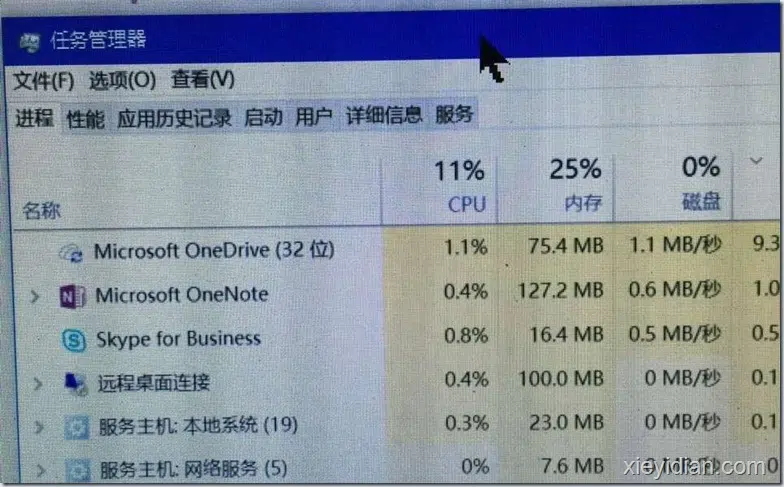 任务管理器
文件(F) 选项(O) 查看(V)
进程 性能 应用历史记录 启动 用户 详细信息 服务
11% 25% 0%
名称 CPU 内存 磁盘
Microsoft OneDrive (32 位) 1.1% 75.4 MB 1.1 MB/秒 9.3
Microsoft OneNote 0.4% 127.2 MB 0.6 MB/秒 1.0
Skype for Business 0.8% 16.4 MB 0.5 MB/秒 0.5
远程桌面连接 0.4% 100.0 MB 0 MB/秒 0.1
服务主机: 本地系统 (19) 0.3% 23.0 MB 0 MB/秒 0.1
服务主机: 网络服务 (5) 0% 7.6 MB MB/秒 0
xieyidian.com